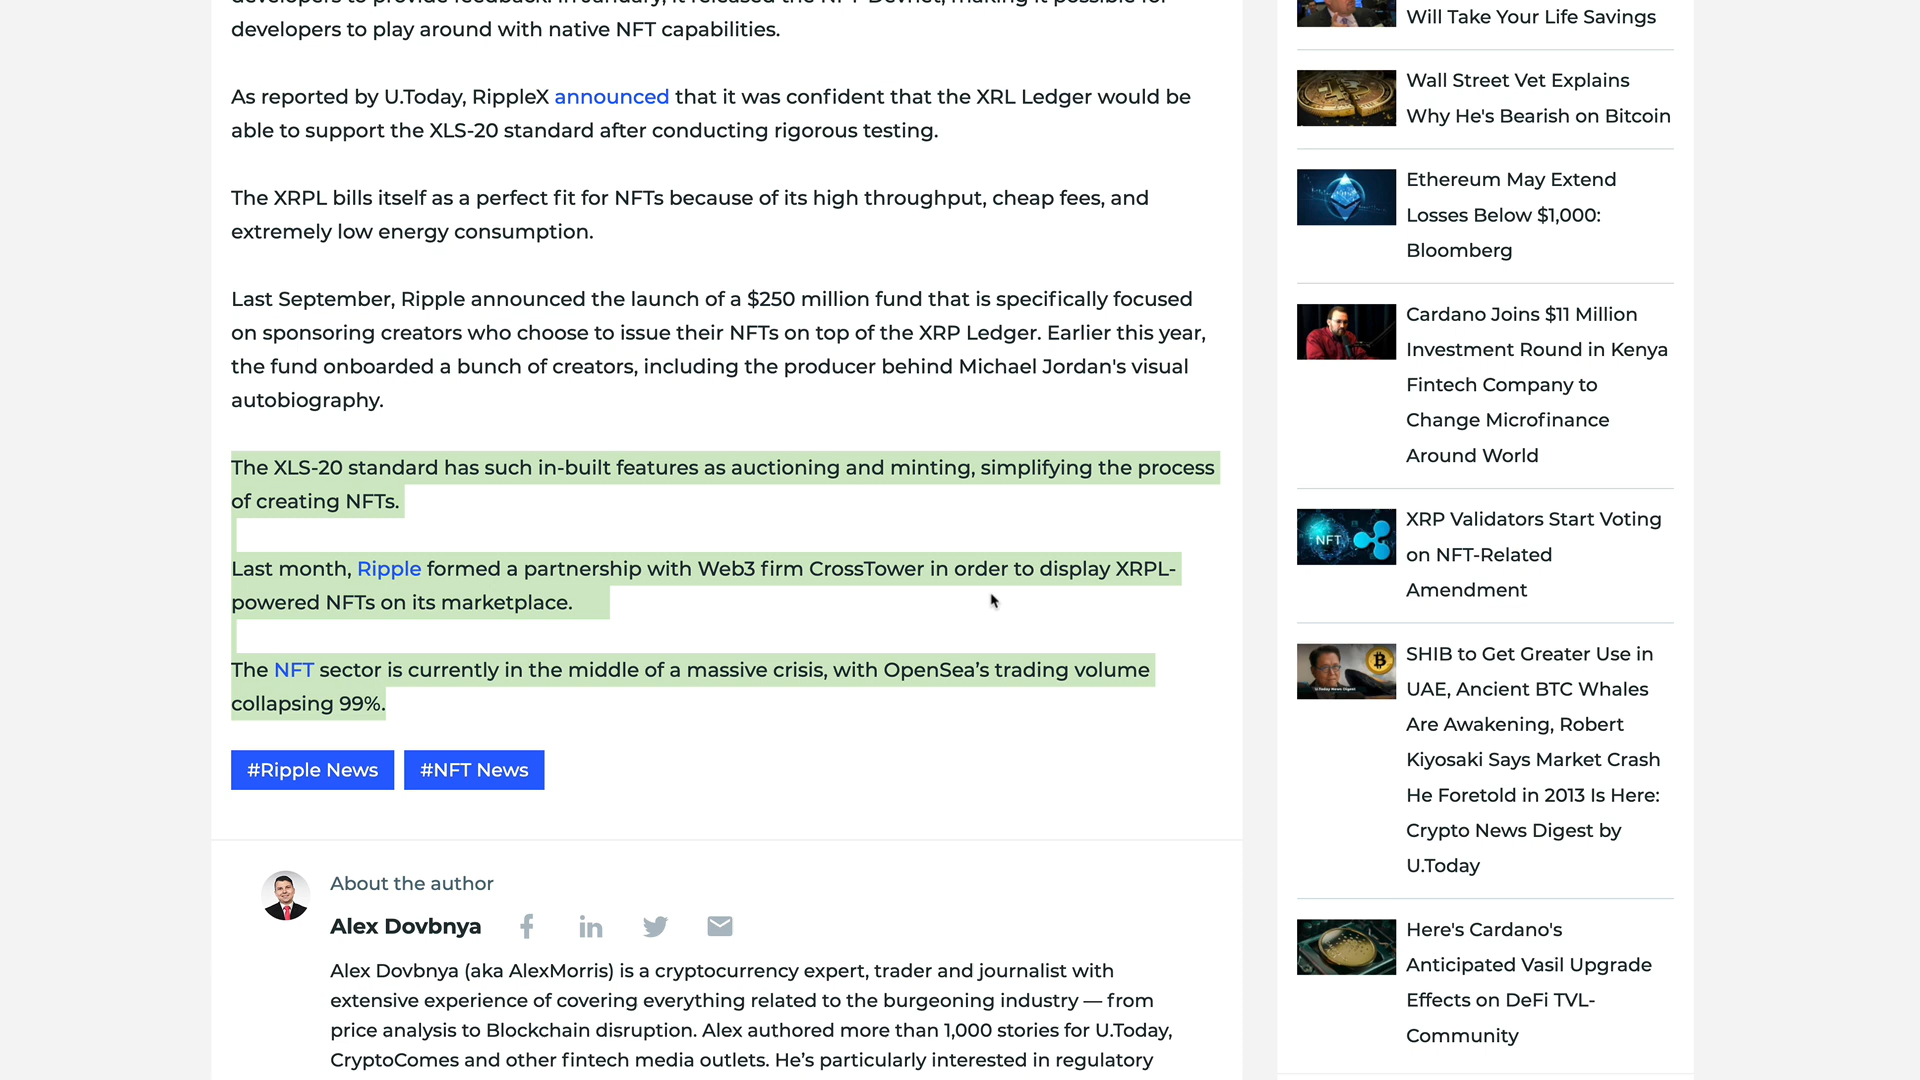 developers to play around with native NFT capabilities.
As reported by U.Today, RippleX announced that it was confident that the XRL Ledger would be
able to support the XLS-20 standard after conducting rigorous testing.
The XRPL bills itself as a perfect fit for NFTs because of its high throughput, cheap fees, and
extremely low energy consumption.
Last September, Ripple announced the launch of a $250 million fund that is specifically focused
on sponsoring creators who choose to issue their NFTs on top of the XRP Ledger. Earlier this year,
the fund onboarded a bunch of creators, including the producer behind Michael Jordan's visual
autobiography.
The XLS-20 standard has such in-built features as auctioning and minting, simplifying the process
of creating NFTs.
Last month, Ripple formed a partnership with Web3 firm CrossTower in order to display XRPL-
powered NFTs on its marketplace.
The NFT sector is currently in the middle of a massive crisis, with OpenSea’s trading volume
collapsing 99%.
#Ripple News #NFT News
About the author
Alex Dovbnya
Alex Dovbnya (aka AlexMorris) is a cryptocurrency expert, trader and journalist with
extensive experience of covering everything related to the burgeoning industry — from
price analysis to Blockchain disruption. Alex authored more than 1,000 stories for U.Today,
CryptoComes and other fintech media outlets. He’s particularly interested in regulatory
Will Take Your Life Savings
Wall Street Vet Explains
Why He's Bearish on Bitcoin
Ethereum May Extend
Losses Below $1,000:
Bloomberg
Cardano Joins $11 Million
Investment Round in Kenya
Fintech Company to
Change Microfinance
Around World
NFT
XRP Validators Start Voting
on NFT-Related
Amendment
SHIB to Get Greater Use in
UAE, Ancient BTC Whales
Are Awakening, Robert
Kiyosaki Says Market Crash
He Foretold in 2013 Is Here:
Crypto News Digest by
U.Today
Here's Cardano's
Anticipated Vasil Upgrade
Effects on DeFi TVL-
Community